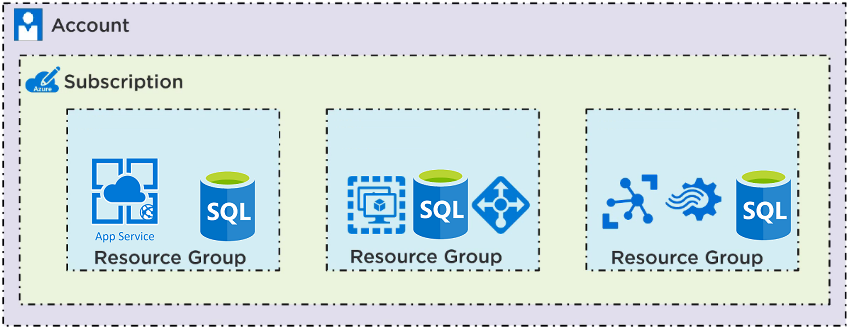 Account
Azure
Subscription
App Service
SQL
Resource Group
SQL
Resource Group
SQL
Resource Group